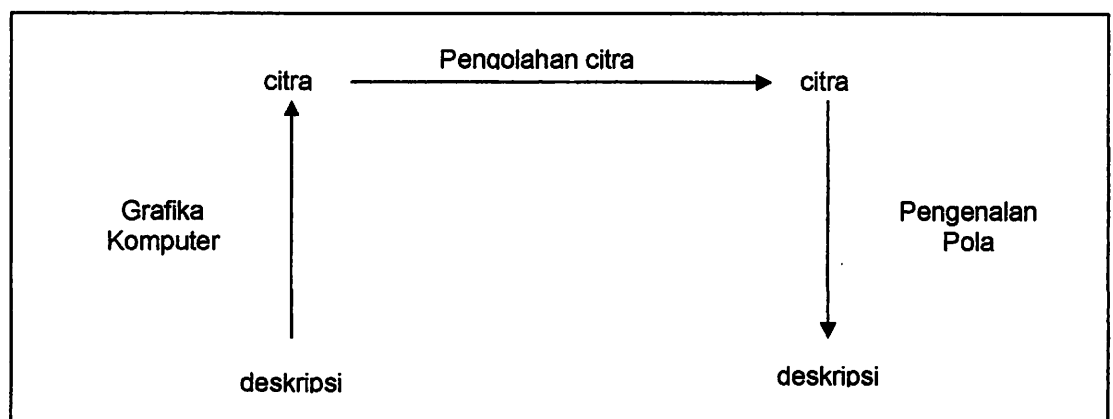 Pengolahan citra
citra
citra
Grafika
Komputer
Pengenalan
Pola
deskripsi
deskripsi